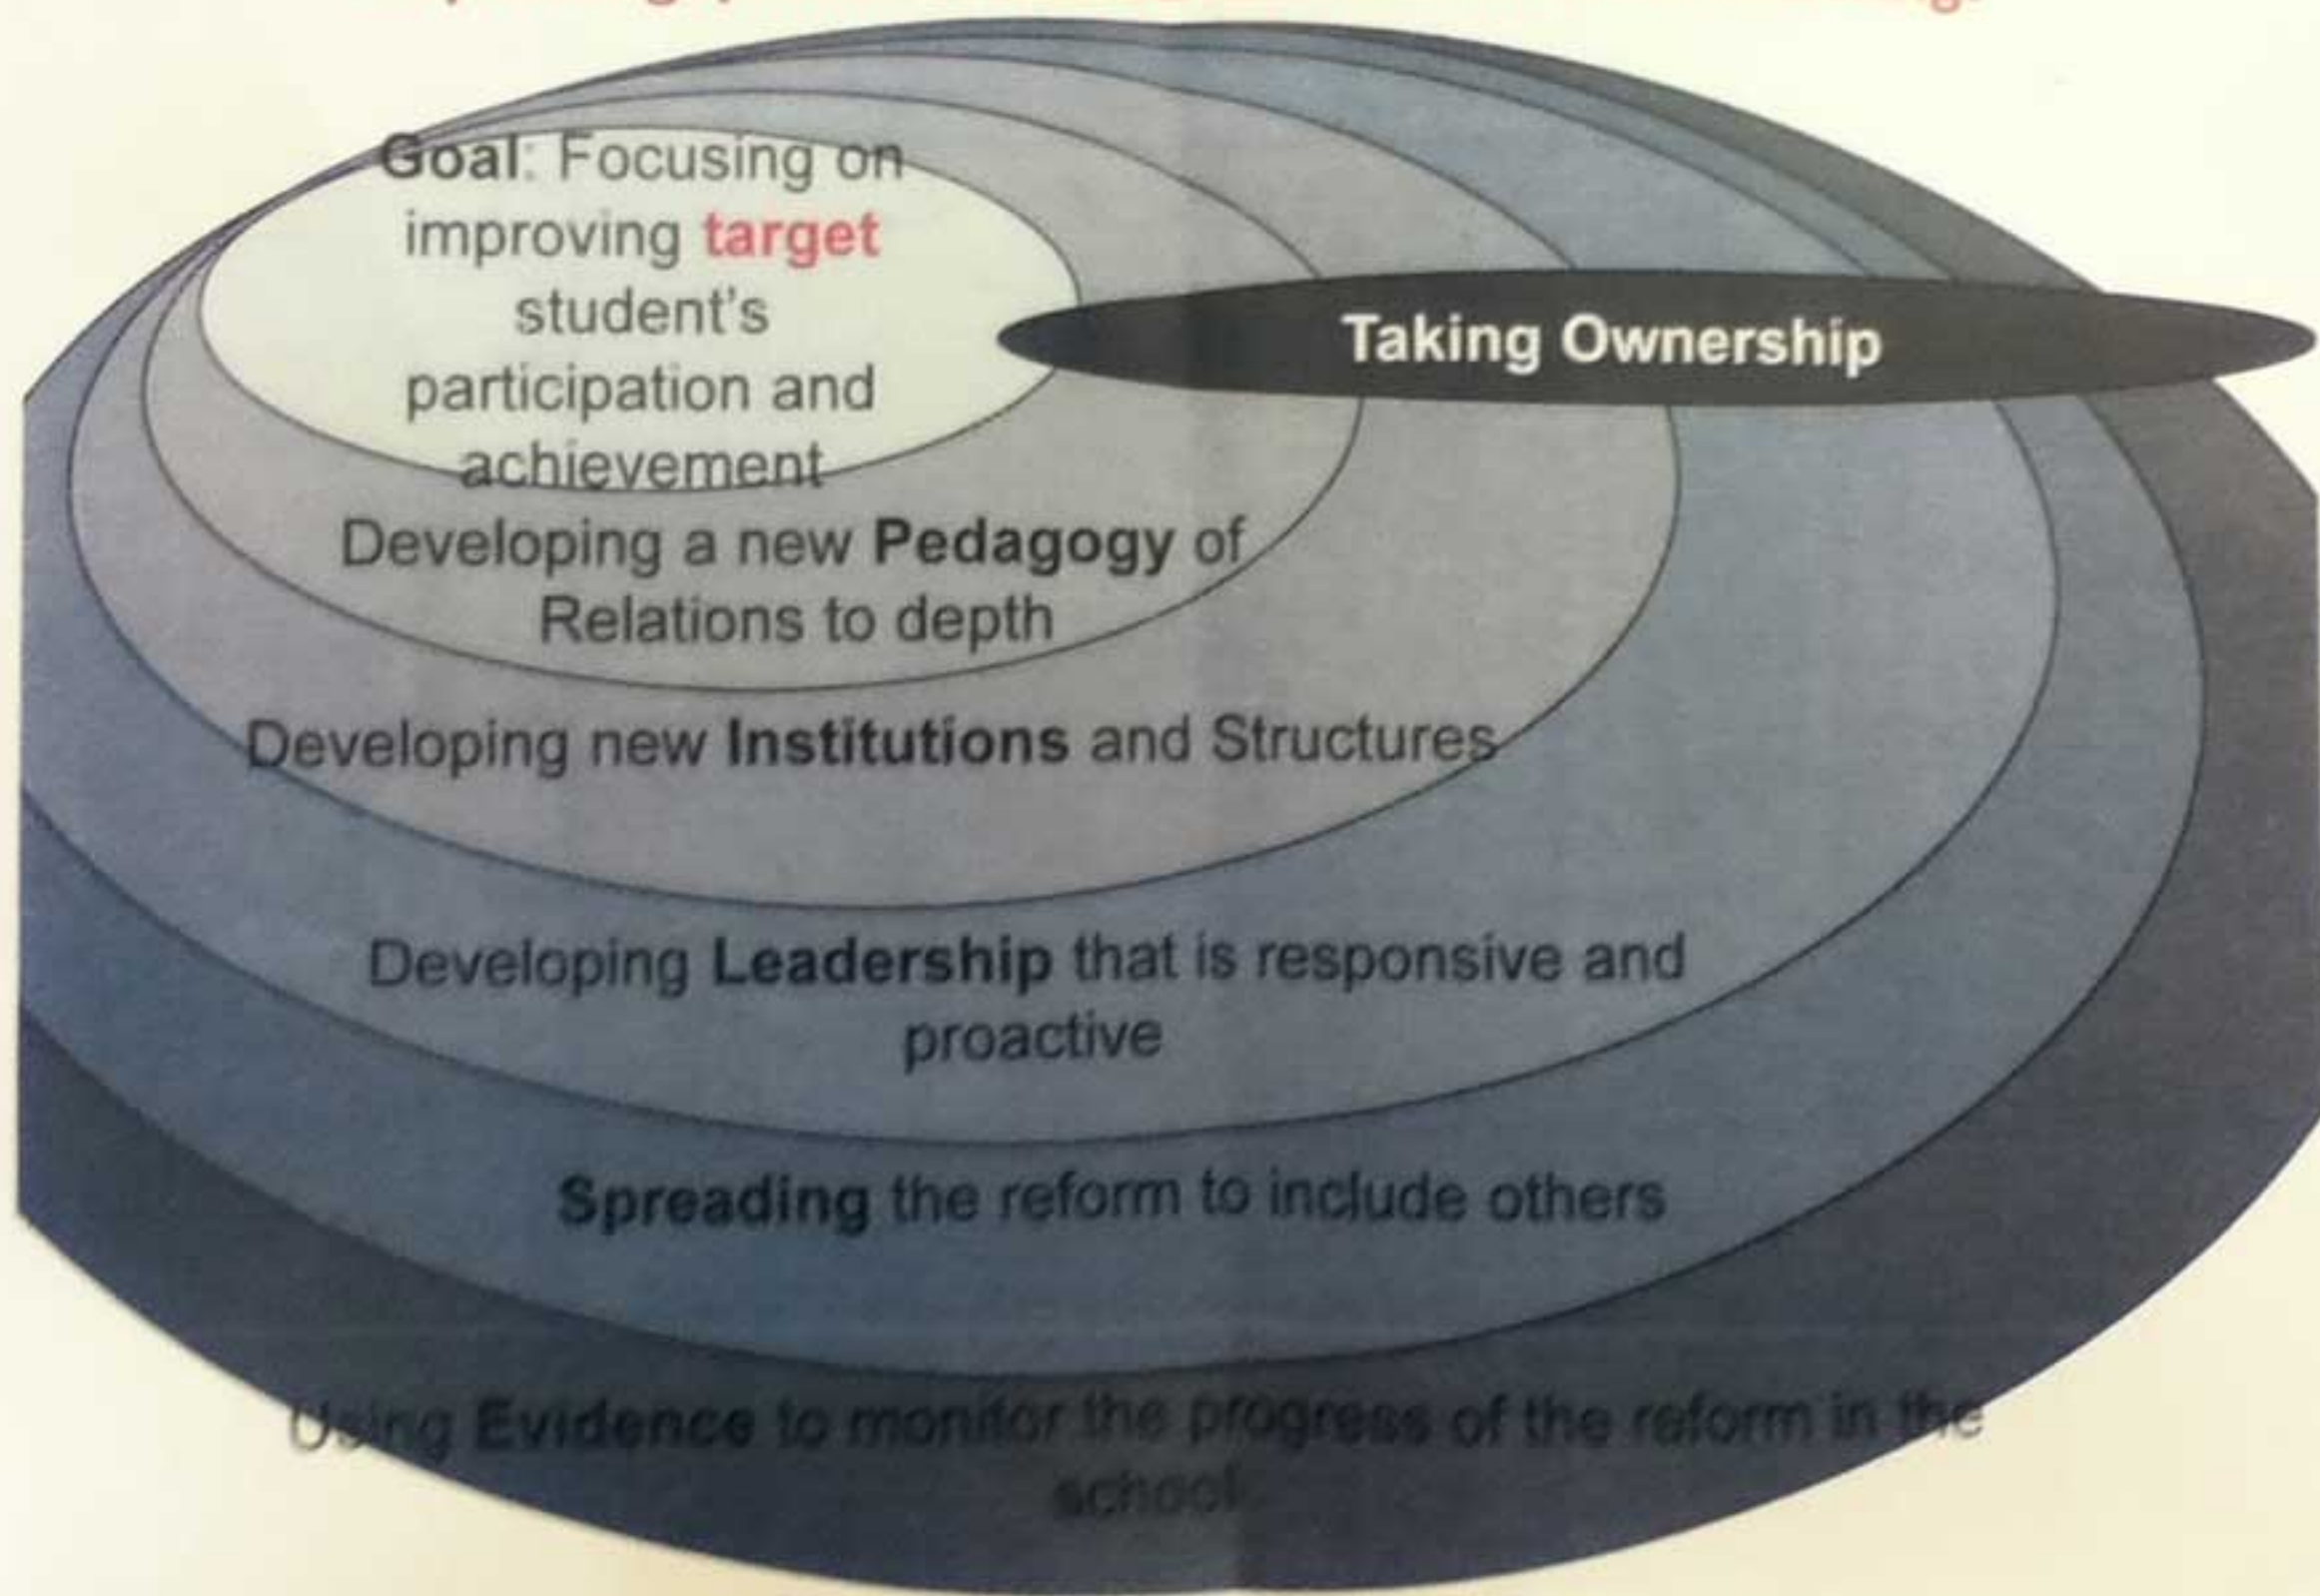 Goal: Focusing on
improving target
student's
participation and
achievement
Taking Ownership
Developing a new Pedagogy of
Relations to depth
Developing new Institutions and Structures
Developing Leadership that is responsive and
proactive
Spreading the reform to include others
Using Evidence to monitor the progress of the reform in the
school.